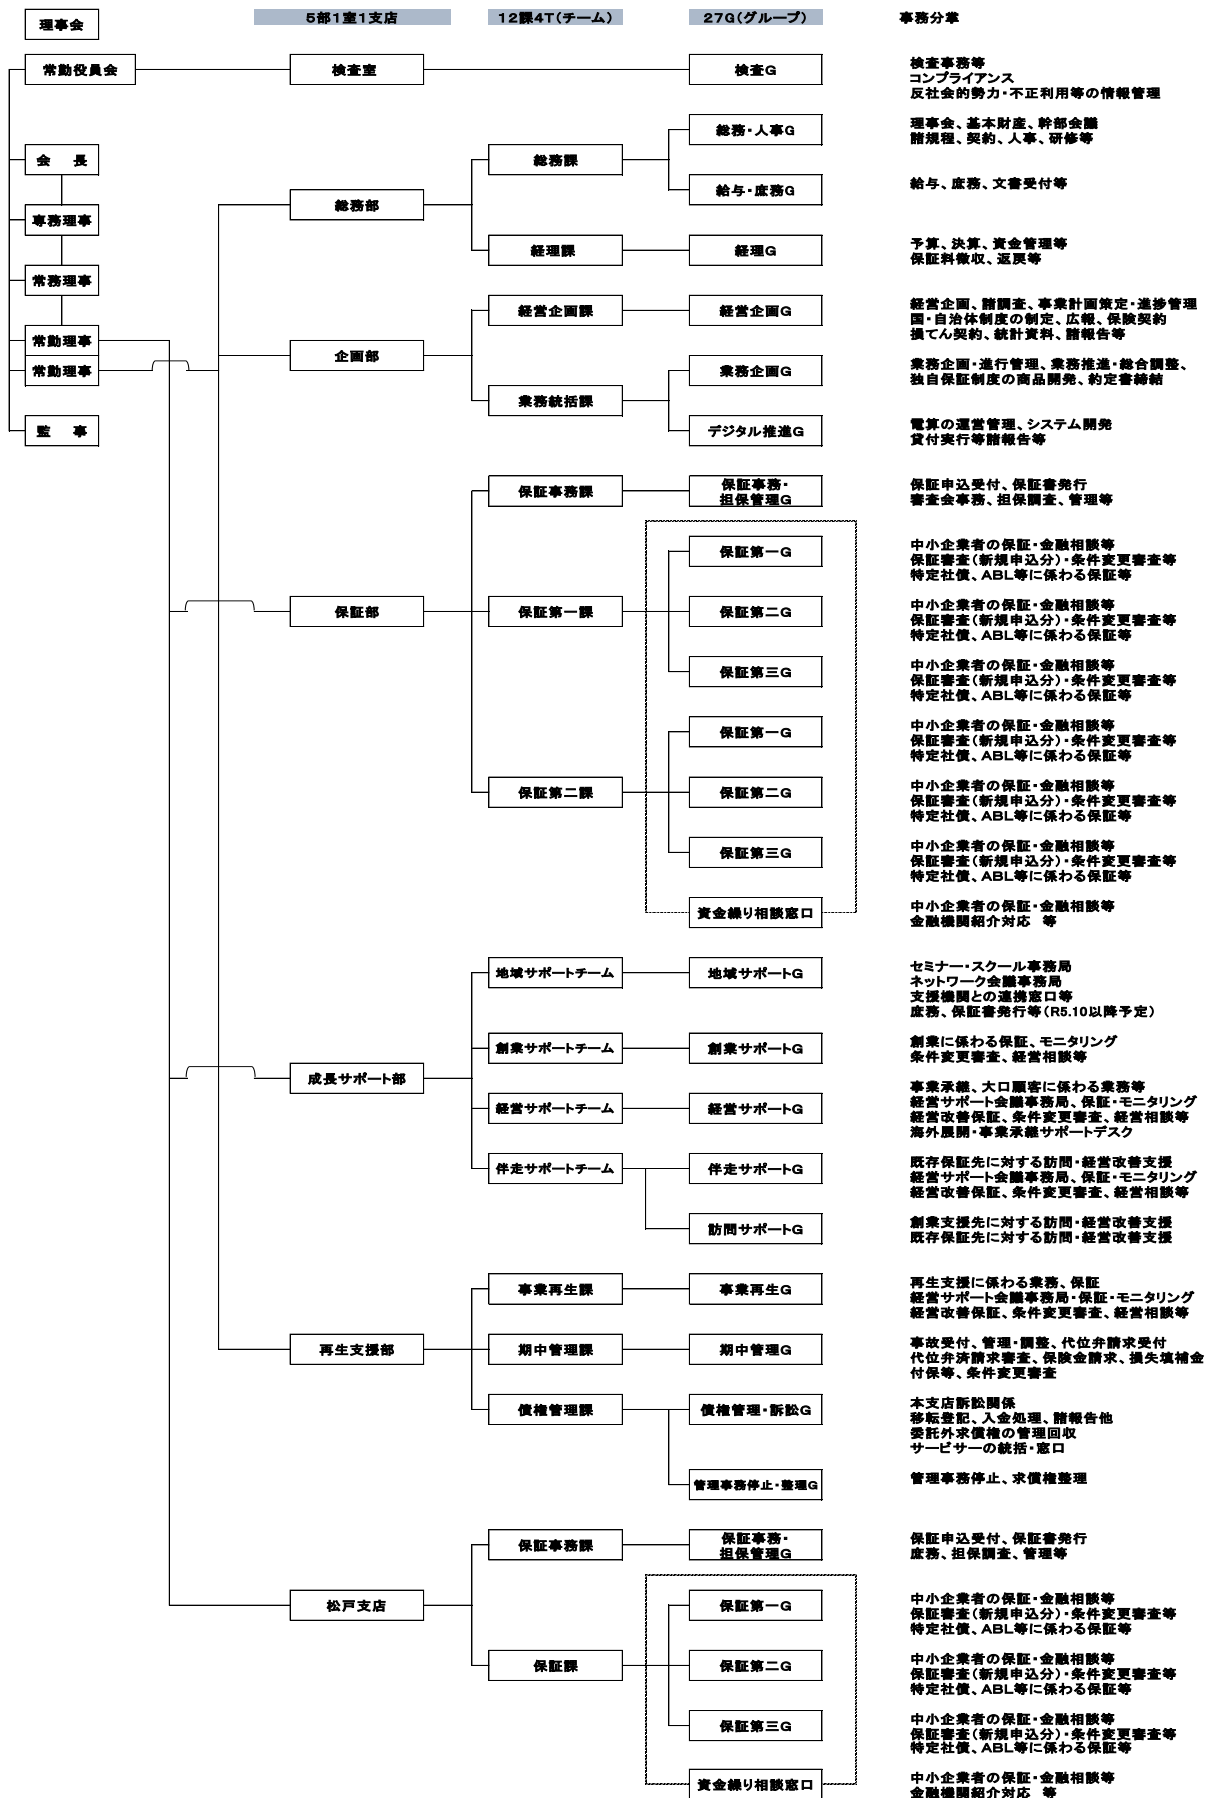 理事会
5部1室1支店
12課4T(チーム)
27G(グループ)
事務分掌
常勤役員会
検査室
検査G
検査事務等
コンプライアンス
反社会的勢力・不正利用等の情報管理
会　長
専務理事
常務理事
常勤理事
常勤理事
監　事
総務部
総務課
総務・人事G
理事会、基本財産、幹部会議
諸規程、契約、人事、研修等
給与・庶務G
給与、庶務、文書受付等
経理課
経理G
予算、決算、資金管理等
保証料徴収、返戻等
企画部
経営企画課
経営企画G
経営企画、諸調査、事業計画策定・進捗管理
国・自治体制度の制定、広報、保険契約
損てん契約、統計資料、諸報告等
業務統括課
業務企画G
業務企画・進行管理、業務推進・総合調整、
独自保証制度の商品開発、約定書締結
デジタル推進G
電算の運営管理、システム開発
貸付実行等諸報告等
保証部
保証事務課
保証事務・
担保管理G
保証申込受付、保証書発行
審査会事務、担保調査、管理等
保証第一課
保証第一G
中小企業者の保証・金融相談等
保証審査(新規申込分)・条件変更審査等
特定社債、ABL等に係わる保証等
保証第二G
中小企業者の保証・金融相談等
保証審査(新規申込分)・条件変更審査等
特定社債、ABL等に係わる保証等
保証第三G
中小企業者の保証・金融相談等
保証審査(新規申込分)・条件変更審査等
特定社債、ABL等に係わる保証等
保証第二課
保証第一G
中小企業者の保証・金融相談等
保証審査(新規申込分)・条件変更審査等
特定社債、ABL等に係わる保証等
保証第二G
中小企業者の保証・金融相談等
保証審査(新規申込分)・条件変更審査等
特定社債、ABL等に係わる保証等
保証第三G
中小企業者の保証・金融相談等
保証審査(新規申込分)・条件変更審査等
特定社債、ABL等に係わる保証等
資金繰り相談窓口
中小企業者の保証・金融相談等
金融機関紹介対応　等
成長サポート部
地域サポートチーム
地域サポートG
セミナー・スクール事務局
ネットワーク会議事務局
支援機関との連携窓口等
庶務、保証書発行等(R5.10以降予定)
創業サポートチーム
創業サポートG
創業に係わる保証、モニタリング
条件変更審査、経営相談等
経営サポートチーム
経営サポートG
事業承継、大口顧客に係わる業務等
経営サポート会議事務局、保証・モニタリング
経営改善保証、条件変更審査、経営相談等
海外展開・事業承継サポートデスク
伴走サポートチーム
伴走サポートG
既存保証先に対する訪問・経営改善支援
経営サポート会議事務局、保証・モニタリング
経営改善保証、条件変更審査、経営相談等
訪問サポートG
創業支援先に対する訪問・経営改善支援
既存保証先に対する訪問・経営改善支援
再生支援部
事業再生課
事業再生G
再生支援に係わる業務、保証
経営サポート会議事務局・保証・モニタリング
経営改善保証、条件変更審査、経営相談等
期中管理課
期中管理G
事故受付、管理・調整、代位弁請求受付
代位弁済請求審査、保険金請求、損失填補金
付保等、条件変更審査
債権管理課
債権管理・訴訟G
本支店訴訟関係
移転登記、入金処理、諸報告他
委託外求償権の管理回収
サービサーの統括・窓口
管理事務停止・整理G
管理事務停止、求償権整理
松戸支店
保証事務課
保証事務・
担保管理G
保証申込受付、保証書発行
庶務、担保調査、管理等
保証課
保証第一G
中小企業者の保証・金融相談等
保証審査(新規申込分)・条件変更審査等
特定社債、ABL等に係わる保証等
保証第二G
中小企業者の保証・金融相談等
保証審査(新規申込分)・条件変更審査等
特定社債、ABL等に係わる保証等
保証第三G
中小企業者の保証・金融相談等
保証審査(新規申込分)・条件変更審査等
特定社債、ABL等に係わる保証等
資金繰り相談窓口
中小企業者の保証・金融相談等
金融機関紹介対応　等